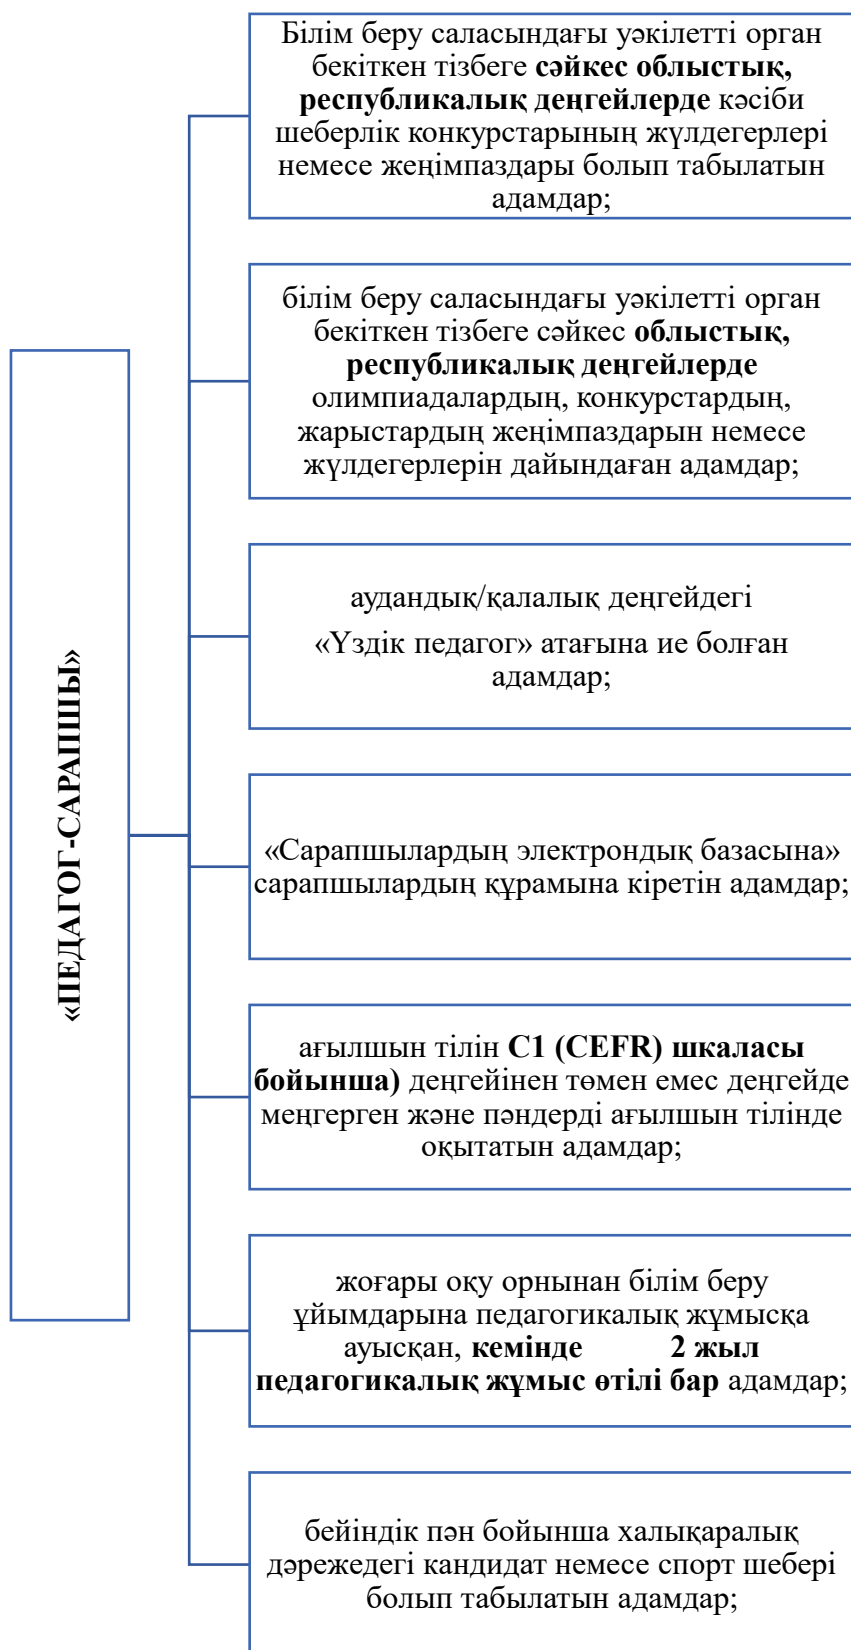 «ПЕДАГОГ-САРАПШЫ»
Білім беру саласындағы уәкілетті орган
бекіткен тізбеге сәйкес облыстық,
республикалық деңгейлерде кәсіби
шеберлік конкурстарының жүлдегерлері
немесе жеңімпаздары болып табылатын
адамдар;
білім беру саласындағы уәкілетті орган
бекіткен тізбеге сәйкес облыстық,
республикалық деңгейлерде
олимпиадалардың, конкурстардың,
жарыстардың жеңімпаздарын немесе
жүлдегерлерін дайындаған адамдар;
аудандық/қалалық деңгейдегі
«Үздік педагог» атағына ие болған
адамдар;
«Сарапшылардың электрондық базасына»
сарапшылардың құрамына кіретін адамдар;
ағылшын тілін С1 (CEFR) шкаласы
бойынша) деңгейінен төмен емес деңгейде
меңгерген және пәндерді ағылшын тілінде
оқытатын адамдар;
жоғары оқу орнынан білім беру
ұйымдарына педагогикалық жұмысқа
ауысқан, кемінде 2 жыл
педагогикалық жұмыс өтілі бар адамдар;
бейіндік пән бойынша халықаралық
дәрежедегі кандидат немесе спорт шебері
болып табылатын адамдар;